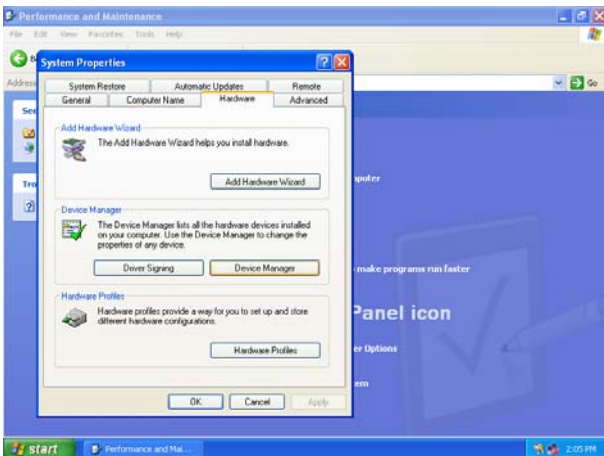 Performance and Maintenance
File Edit View Favorites Tools Help
Address
Go
System Properties
System Restore Automatic Updates Remote
General Computer Name Hardware Advanced
Add Hardware Wizard
The Add Hardware Wizard helps you install hardware.
Add Hardware Wizard
Device Manager
The Device Manager lists all the hardware devices installed
on your computer. Use the Device Manager to change the
properties of any device.
Driver Signing Device Manager
Hardware Profiles
Hardware profiles provide a way for you to set up and store
different hardware configurations.
Hardware Profiles
OK Cancel Apply
See
Tro
make programs run faster
Panel icon
er Options
start Performance and Mai... 2:05 PM